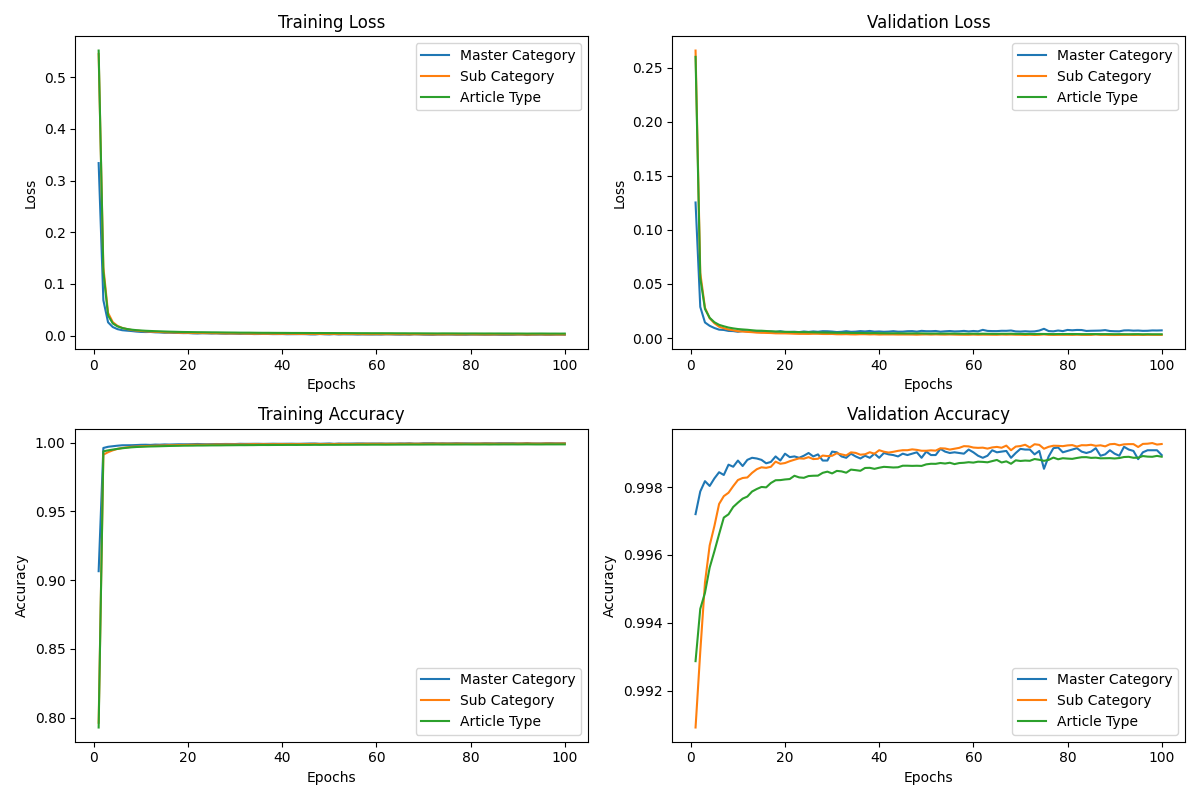 Training Loss
Validation Loss
Loss
0.5
0.4
0.3
0.2
0.1
0.0
0 20 40 60 80 100
Epochs
Master Category
Sub Category
Article Type
Loss
0.25
0.20
0.15
0.10
0.05
0.00
0 20 40 60 80 100
Epochs
Master Category
Sub Category
Article Type
Training Accuracy
Validation Accuracy
Accuracy
1.00
0.95
0.90
0.85
0.80
0 20 40 60 80 100
Epochs
Master Category
Sub Category
Article Type
Accuracy
0.998
0.996
0.994
0.992
0 20 40 60 80 100
Epochs
Master Category
Sub Category
Article Type